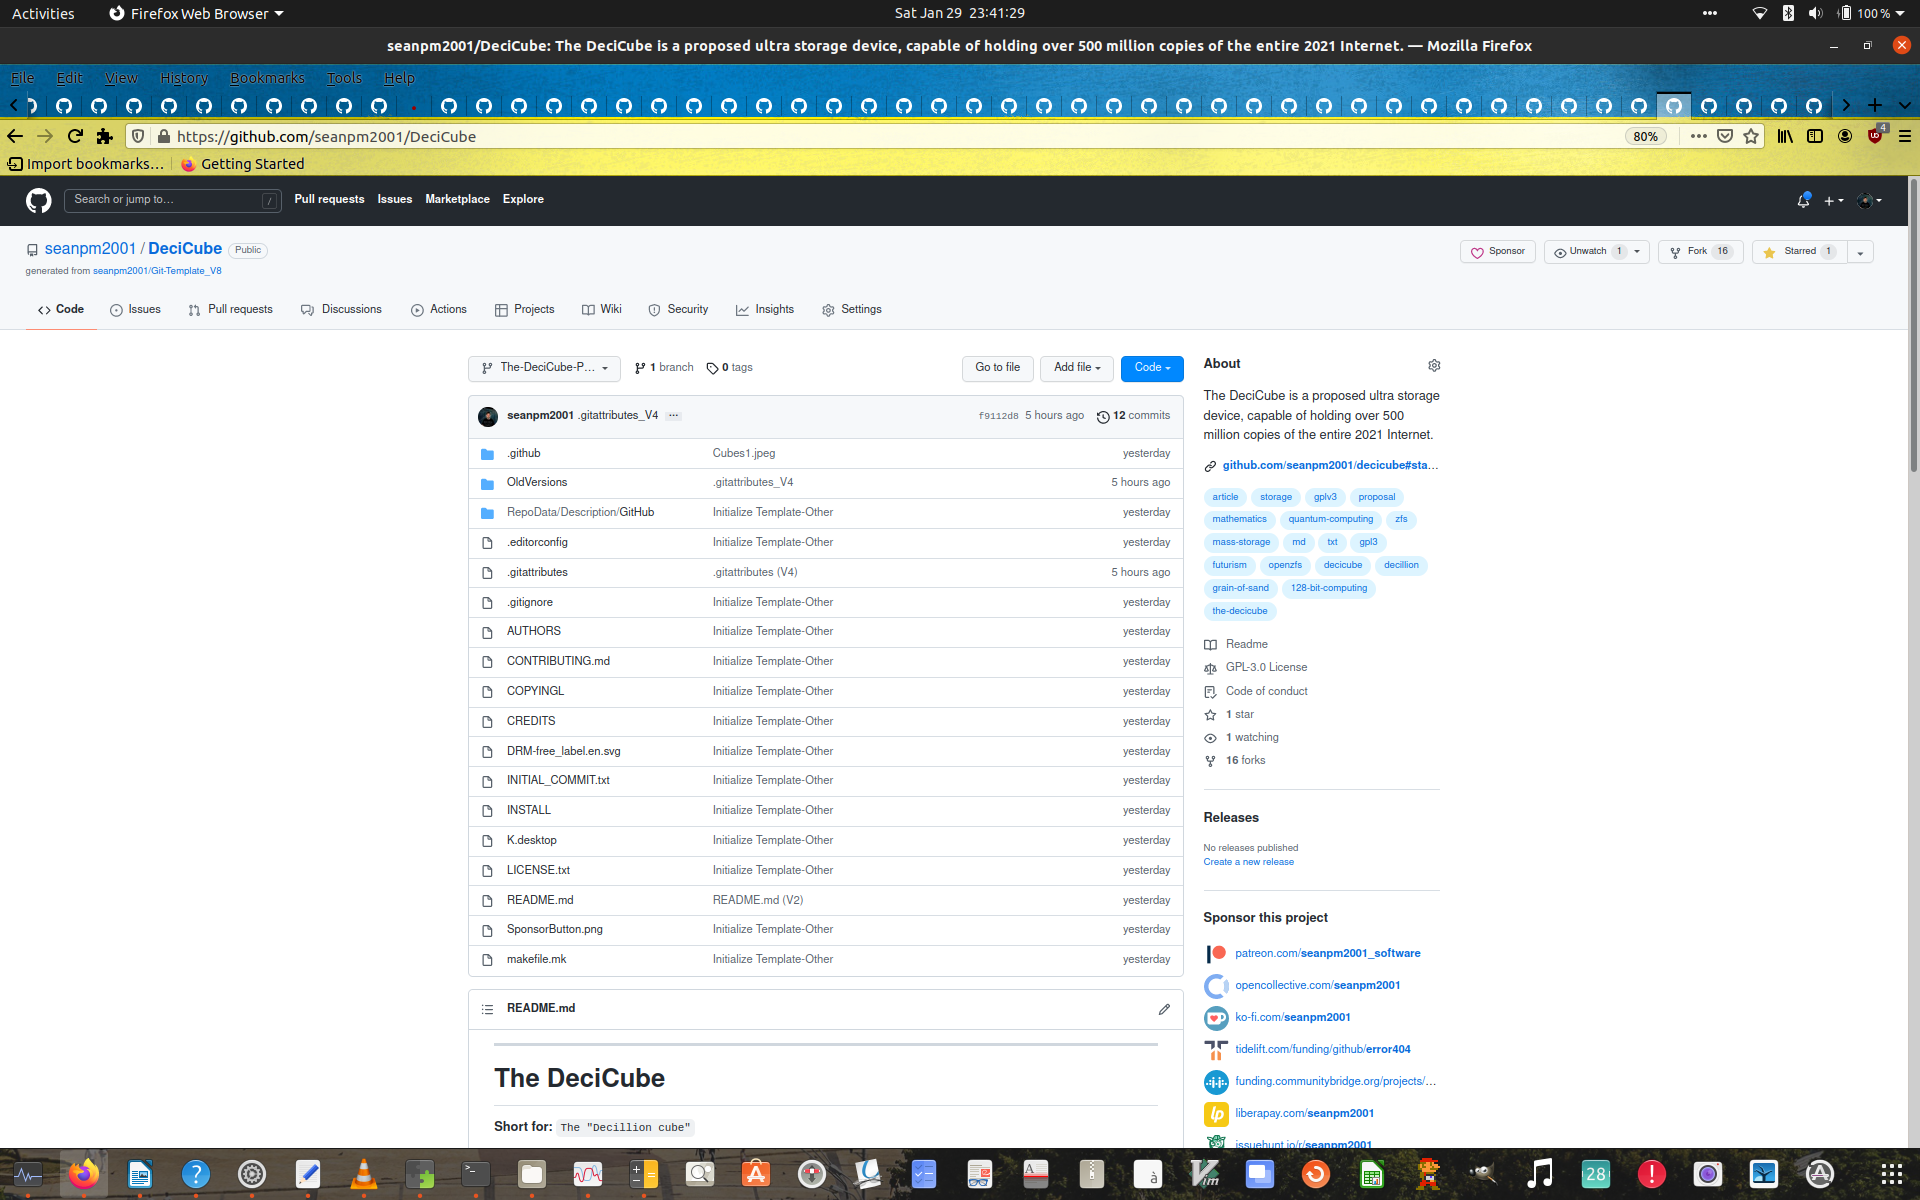 Activities
Firefox Web Browser
Sat Jan 29 23:41:29
100 %
seanpm2001/DeciCube: The DeciCube is a proposed ultra storage device, capable of holding over 500 million copies of the entire 2021 Internet. — Mozilla Firefox
File Edit View History Bookmarks Tools Help
https://github.com/seanpm2001/DeciCube
80%
4
Import bookmarks…
Getting Started
Search or jump to…
/
Pull requests
Issues
Marketplace
Explore
seanpm2001 / DeciCube
Public
generated from seanpm2001/Git-Template_V8
Sponsor
Unwatch 1
Fork 16
Starred 1
Code
Issues
Pull requests
Discussions
Actions
Projects
Wiki
Security
Insights
Settings
The-DeciCube-P…
1 branch
0 tags
Go to file
Add file
Code
seanpm2001 .gitattributes_V4
f9112d8 5 hours ago
12 commits
.github Cubes1.jpeg yesterday
OldVersions .gitattributes_V4 5 hours ago
RepoData/Description/GitHub Initialize Template-Other yesterday
.editorconfig Initialize Template-Other yesterday
.gitattributes .gitattributes (V4) 5 hours ago
.gitignore Initialize Template-Other yesterday
AUTHORS Initialize Template-Other yesterday
CONTRIBUTING.md Initialize Template-Other yesterday
COPYINGL Initialize Template-Other yesterday
CREDITS Initialize Template-Other yesterday
DRM-free_label.en.svg Initialize Template-Other yesterday
INITIAL_COMMIT.txt Initialize Template-Other yesterday
INSTALL Initialize Template-Other yesterday
K.desktop Initialize Template-Other yesterday
LICENSE.txt Initialize Template-Other yesterday
README.md README.md (V2) yesterday
SponsorButton.png Initialize Template-Other yesterday
makefile.mk Initialize Template-Other yesterday
README.md
The DeciCube
Short for: The "Decillion cube"
About
The DeciCube is a proposed ultra storage
device, capable of holding over 500
million copies of the entire 2021 Internet.
github.com/seanpm2001/decicube#sta…
article storage gplv3 proposal
mathematics quantum-computing zfs
mass-storage md txt gpl3
futurism openzfs decicube decillion
grain-of-sand 128-bit-computing
the-decicube
Readme
GPL-3.0 License
Code of conduct
1 star
1 watching
16 forks
Releases
No releases published
Create a new release
Sponsor this project
patreon.com/seanpm2001_software
opencollective.com/seanpm2001
ko-fi.com/seanpm2001
tidelift.com/funding/github/error404
funding.communitybridge.org/projects/…
liberapay.com/seanpm2001
issuehunt.io/r/seanpm2001
28